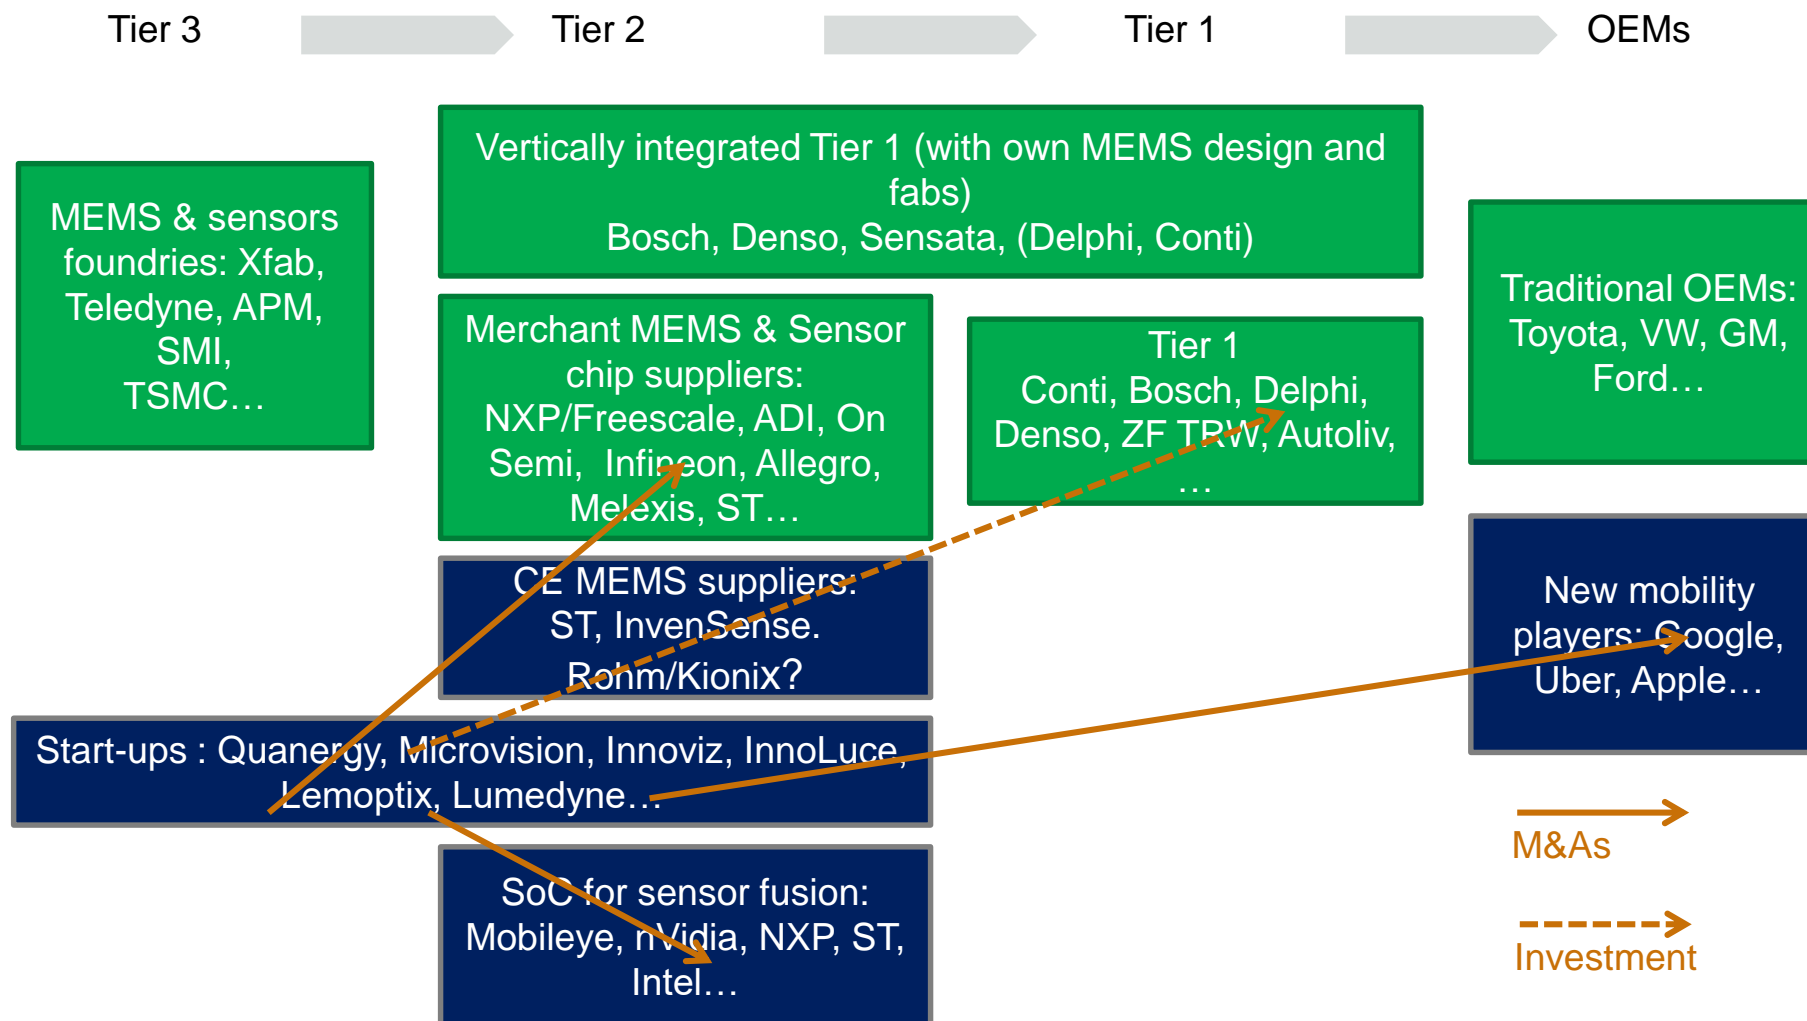 Tier 3
Tier 2
Tier 1
OEMs
Vertically integrated Tier 1 (with own MEMS design and
fabs)
Bosch, Denso, Sensata, (Delphi, Conti)
MEMS & sensors
foundries: Xfab,
Teledyne, APM,
SMI,
TSMC…
Merchant MEMS & Sensor
chip suppliers:
NXP/Freescale, ADI, On
Semi, Infineon, Allegro,
Melexis, ST…
Tier 1
Conti, Bosch, Delphi,
Denso, ZF TRW, Autoliv,
…
Traditional OEMs:
Toyota, VW, GM,
Ford…
CE MEMS suppliers:
ST, InvenSense.
Rohm/Kionix?
New mobility
players: Google,
Uber, Apple…
Start-ups : Quanergy, Microvision, Innoviz, InnoLuce,
Lemoptix, Lumedyne…
SoC for sensor fusion:
Mobileye, nVidia, NXP, ST,
Intel…
M&As
Investment